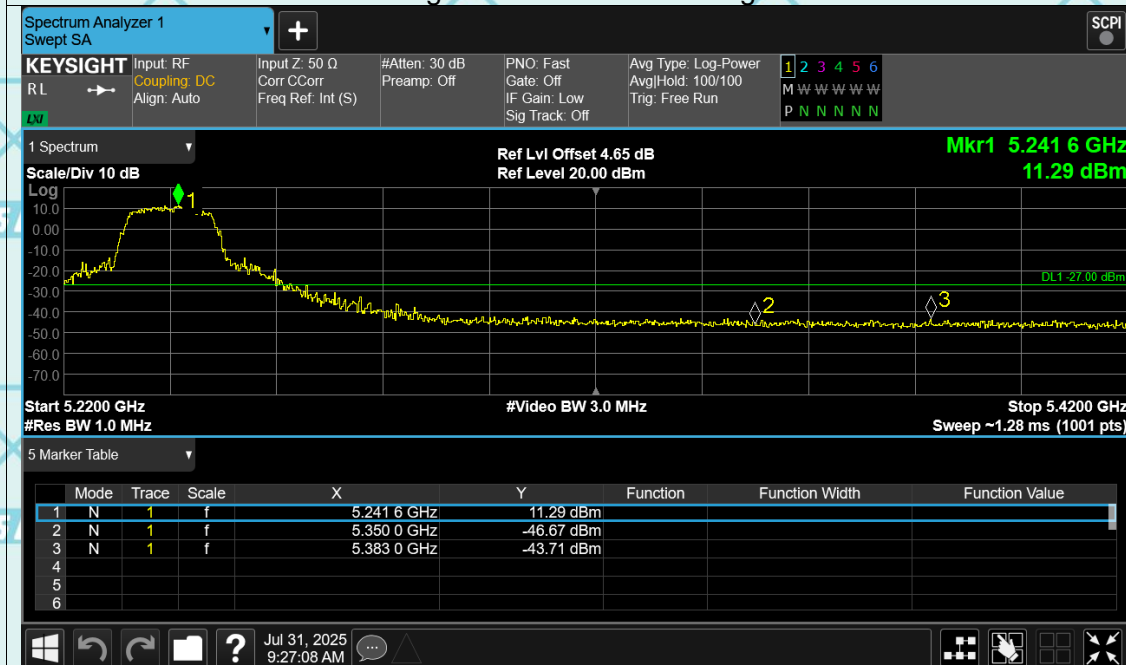 Spectrum Analyzer 1
Swept SA
SCPI
KEYSIGHT
R L
LXI
Input: RF
Coupling: DC
Align: Auto
Input Z: 50 Ω
Corr CCorr
Freq Ref: Int (S)
#Atten: 30 dB
Preamp: Off
PNO: Fast
Gate: Off
IF Gain: Low
Sig Track: Off
Avg Type: Log-Power
Avg|Hold: 100/100
Trig: Free Run
1 2 3 4 5 6
M W W W W W W
P N N N N N N
1 Spectrum
Scale/Div 10 dB
Ref Lvl Offset 4.65 dB
Ref Level 20.00 dBm
Mkr1 5.241 6 GHz
11.29 dBm
Log
10.0
0.00
-10.0
-20.0
-30.0
-40.0
-50.0
-60.0
-70.0
1
2
3
DL1 -27.00 dBm
Start 5.2200 GHz
#Res BW 1.0 MHz
#Video BW 3.0 MHz
Stop 5.4200 GHz
Sweep ~1.28 ms (1001 pts)
5 Marker Table
Mode Trace Scale X Y Function Function Width Function Value
1 N 1 f 5.241 6 GHz 11.29 dBm
2 N 1 f 5.350 0 GHz -46.67 dBm
3 N 1 f 5.383 0 GHz -43.71 dBm
4
5
6
?
Jul 31, 2025
9:27:08 AM